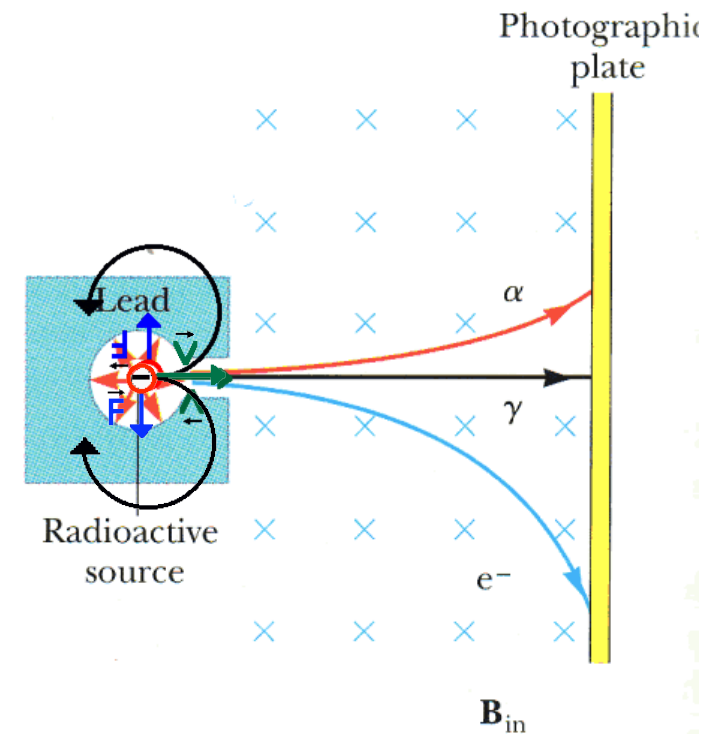 Photographic
plate
α
Lead
F
V
−
F
V
γ
Radioactive
source
e⁻
B_in